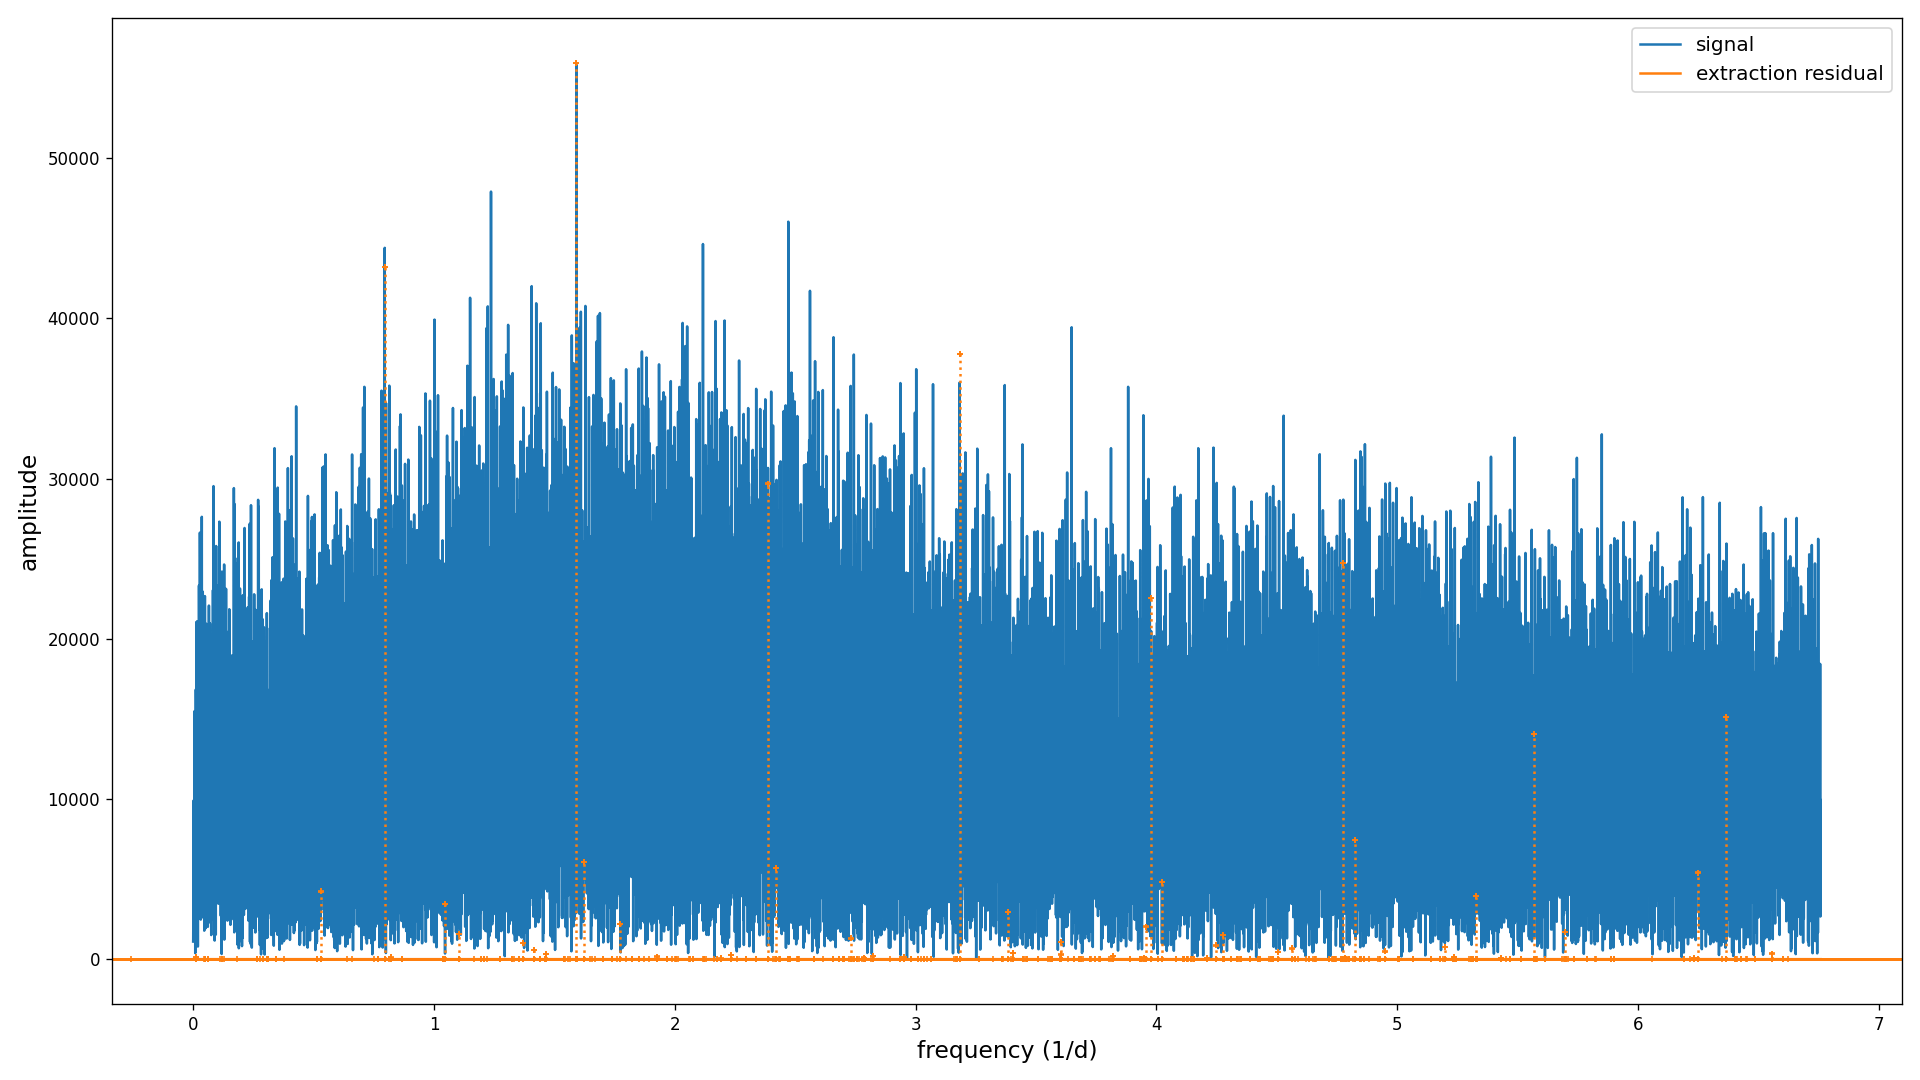 signal
extraction residual
amplitude
50000
40000
30000
20000
10000
0
0 1 2 3 4 5 6 7
frequency (1/d)